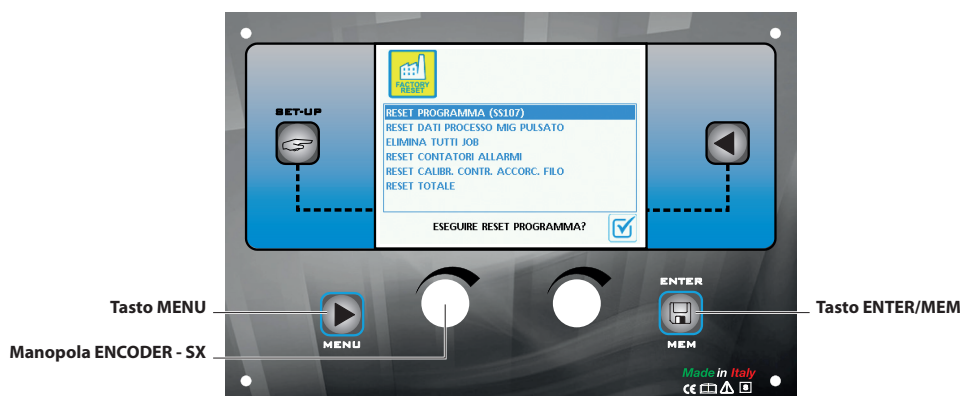 FACTORY
RESET
SET-UP
RESET PROGRAMMA (SS107)
RESET DATI PROCESSO MIG PULSATO
ELIMINA TUTTI JOB
RESET CONTATORI ALLARMI
RESET CALIBR. CONTR. ACCORC. FILO
RESET TOTALE
ESEGUIRE RESET PROGRAMMA?
ENTER
Tasto MENU
Tasto ENTER/MEM
MENU
MEM
Manopola ENCODER - SX
Made in Italy
CE